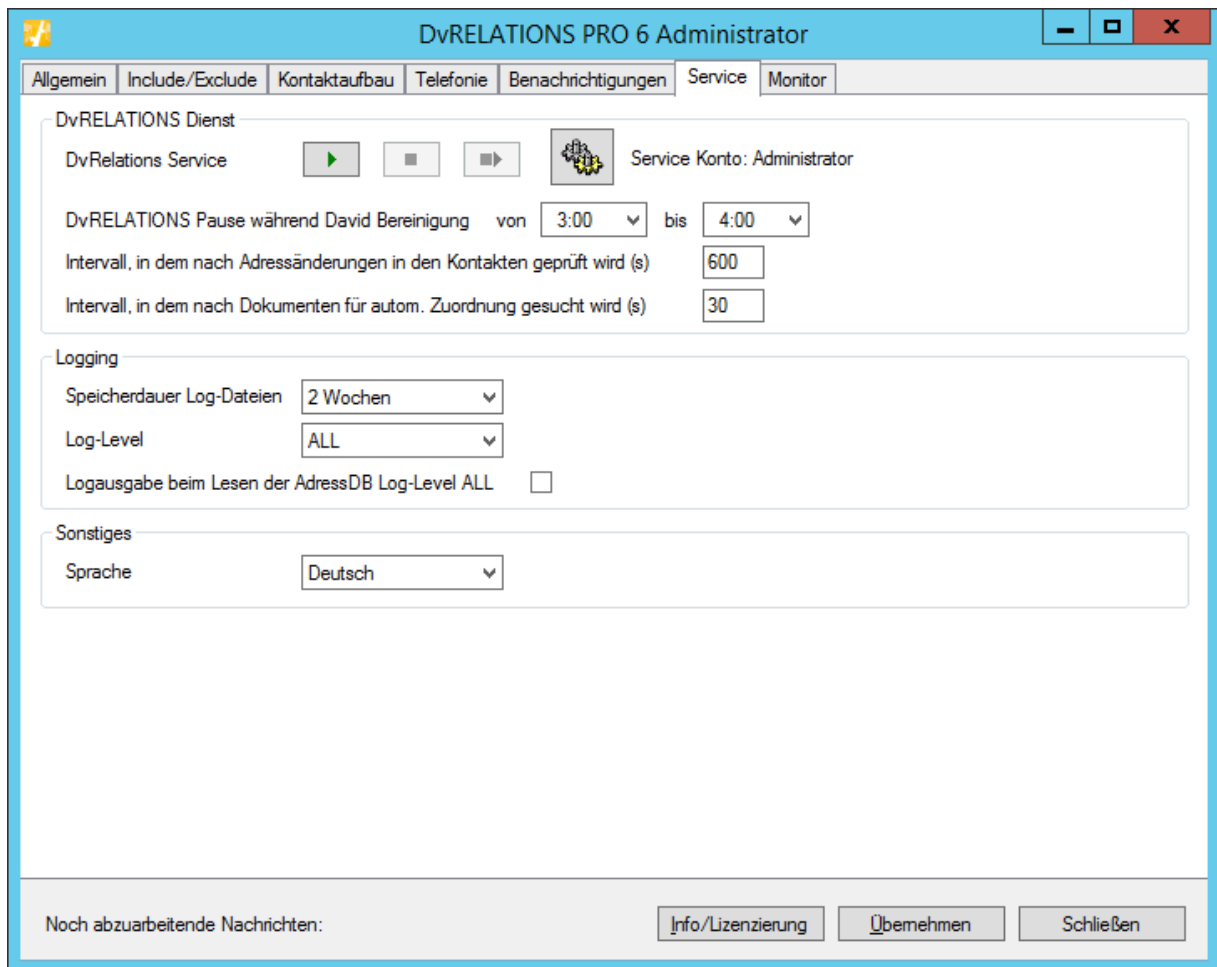 DvRELATIONS PRO 6 Administrator
Allgemein Include/Exclude Kontaktaufbau Telefonie Benachrichtigungen Service Monitor
DvRELATIONS Dienst
DvRelations Service Service Konto: Administrator
DvRELATIONS Pause während David Bereinigung von 3:00 bis 4:00
Intervall, in dem nach Adressänderungen in den Kontakten geprüft wird (s) 600
Intervall, in dem nach Dokumenten für autom. Zuordnung gesucht wird (s) 30
Logging
Speicherdauer Log-Dateien 2 Wochen
Log-Level ALL
Logausgabe beim Lesen der AdressDB Log-Level ALL
Sonstiges
Sprache Deutsch
Noch abzuarbeitende Nachrichten: Info/Lizenzierung Übernehmen Schließen